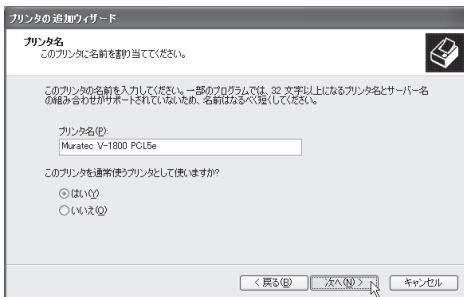 プリンタの追加ウィザード
プリンタ名
このプリンタに名前を割り当ててください。
このプリンタの名前を入力してください。一部のプログラムでは、32 文字以上になるプリンタ名とサーバー名
の組み合わせがサポートされていないため、名前はなるべく短くしてください。
プリンタ名(P):
Muratec V-1800 PCL5e
このプリンタを通常使うプリンタとして使いますか?
はい(Y)
いいえ(O)
< 戻る(B)
次へ(N) >
キャンセル